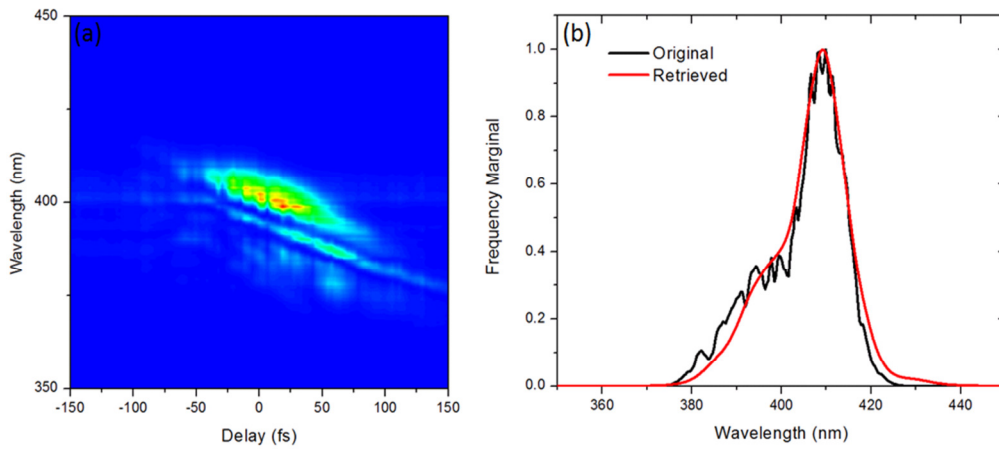 (a)
450
400
350
Wavelength (nm)
-150
-100
-50
0
50
100
150
Delay (fs)
(b)
Original
Retrieved
1.0
0.8
0.6
0.4
0.2
0.0
Frequency Marginal
360
380
400
420
440
Wavelength (nm)